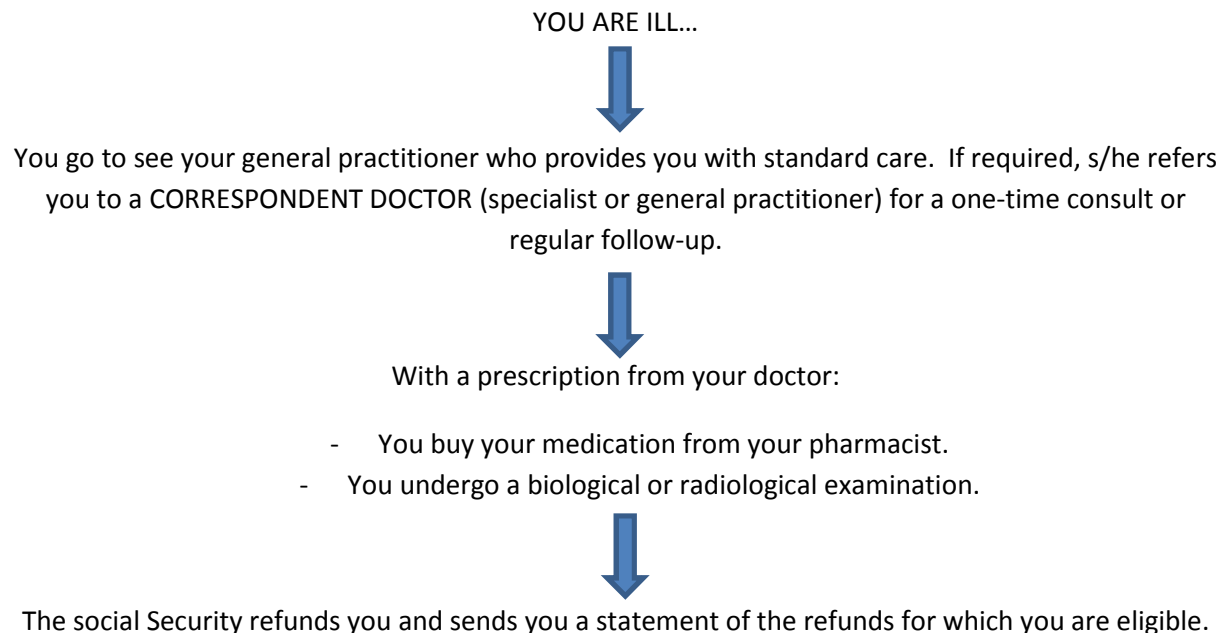 YOU ARE ILL…
You go to see your general practitioner who provides you with standard care. If required, s/he refers
you to a CORRESPONDENT DOCTOR (specialist or general practitioner) for a one-time consult or
regular follow-up.
With a prescription from your doctor:
- You buy your medication from your pharmacist.
- You undergo a biological or radiological examination.
The social Security refunds you and sends you a statement of the refunds for which you are eligible.